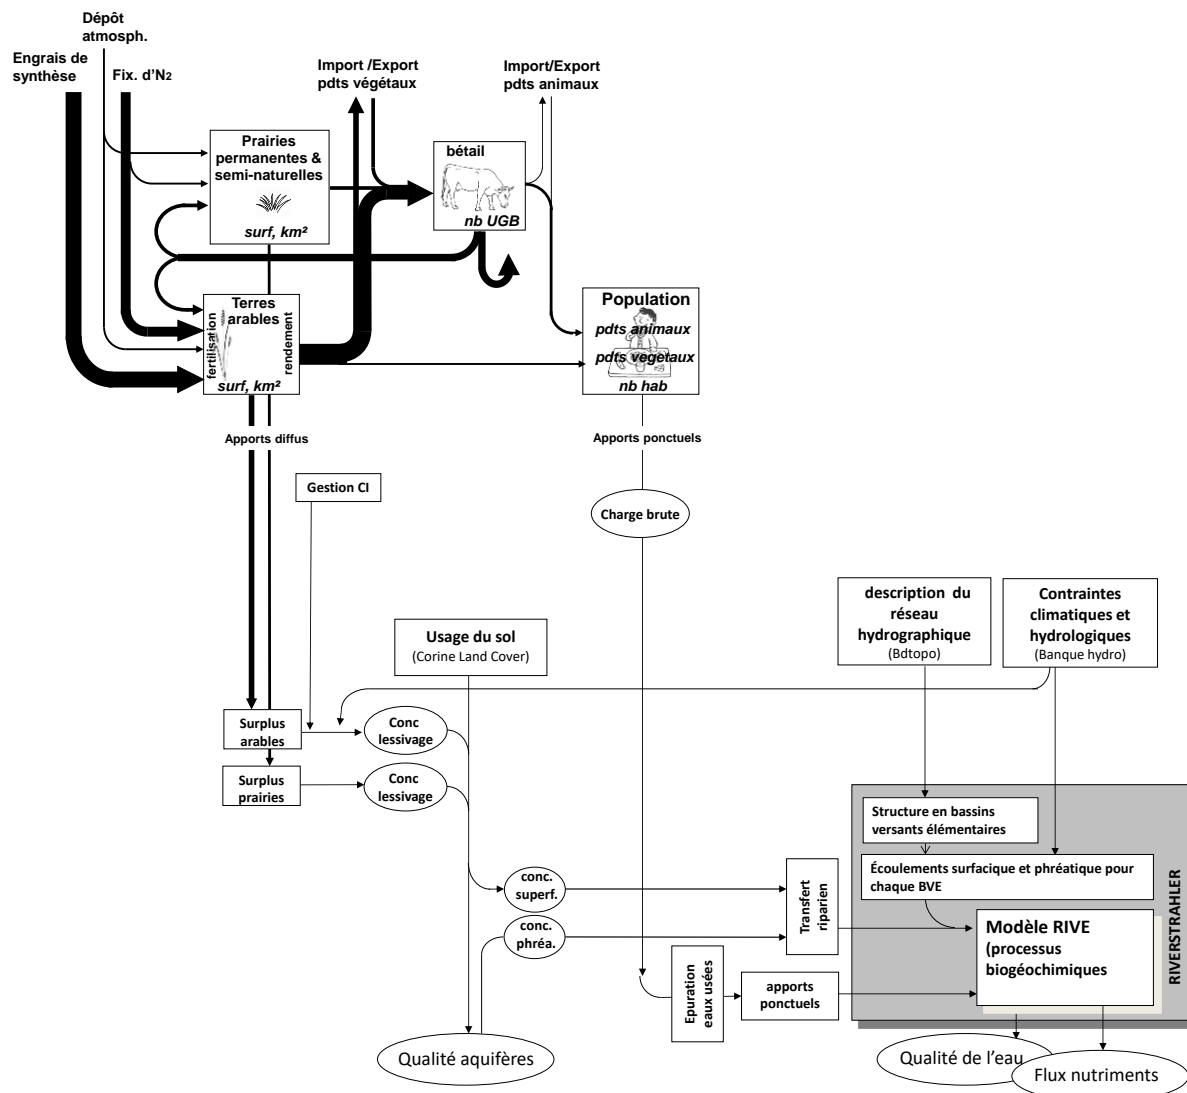 Dépôt
atmosph.
Engrais de
synthèse
Fix. d'N2
Import /Export
pdts végétaux
Import/Export
pdts animaux
Prairies
permanentes &
semi-naturelles
surf, km²
bétail
nb UGB
Terres
arables
fertilisation
rendement
surf, km²
Population
pdts animaux
pdts vegetaux
nb hab
Apports diffus
Apports ponctuels
Gestion CI
Charge brute
description du
réseau
hydrographique
(Bdtopo)
Contraintes
climatiques et
hydrologiques
(Banque hydro)
Usage du sol
(Corine Land Cover)
Surplus
arables
Conc
lessivage
Surplus
prairies
Conc
lessivage
Structure en bassins
versants élémentaires
Écoulements surfacique et phréatique pour
chaque BVE
conc.
superf.
conc.
phréa.
Transfert
riparien
Modèle RIVE
(processus
biogéochimiques
RIVERSTRAHLER
Epuration
eaux usées
apports
ponctuels
Qualité aquifères
Qualité de l'eau
Flux nutriments